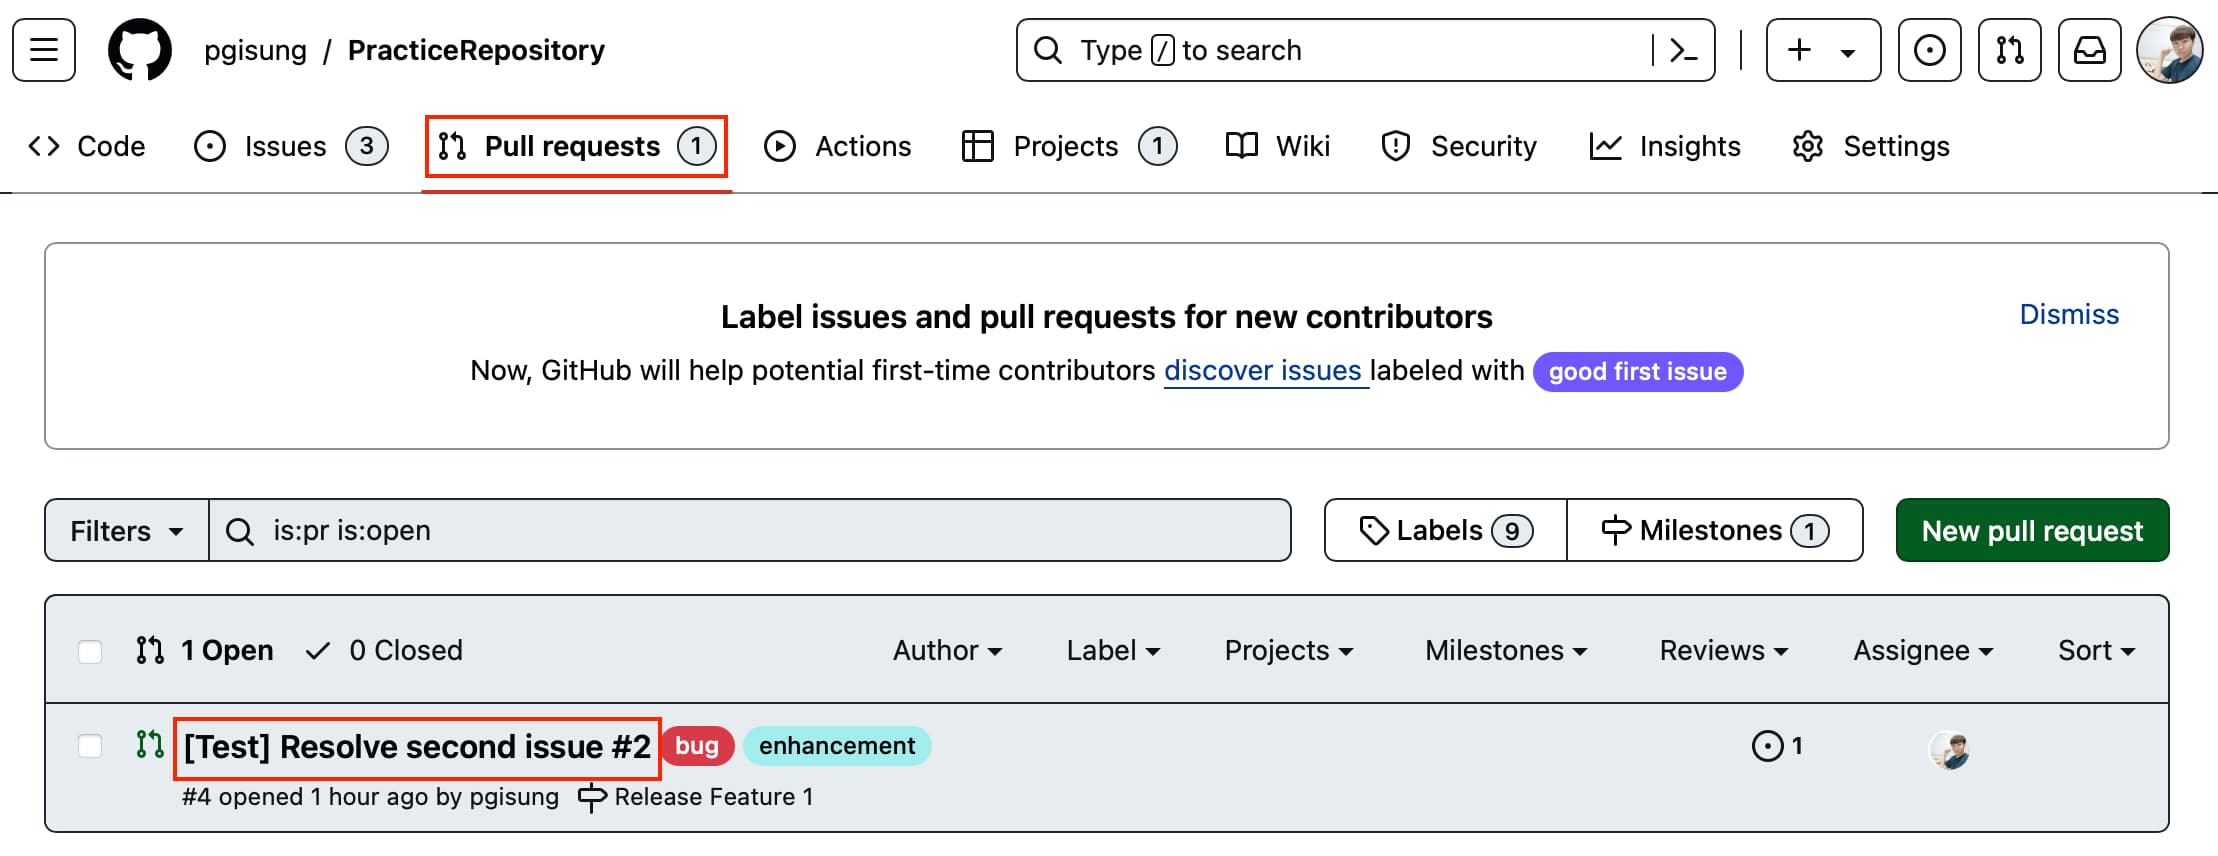 pgisung / PracticeRepository
Type / to search
Code Issues 3 Pull requests 1 Actions Projects 1 Wiki Security Insights Settings
Label issues and pull requests for new contributors
Dismiss
Now, GitHub will help potential first-time contributors discover issues labeled with good first issue
Filters is:pr is:open Labels 9 Milestones 1 New pull request
1 Open 0 Closed Author Label Projects Milestones Reviews Assignee Sort
[Test] Resolve second issue #2 bug enhancement 1
#4 opened 1 hour ago by pgisung Release Feature 1